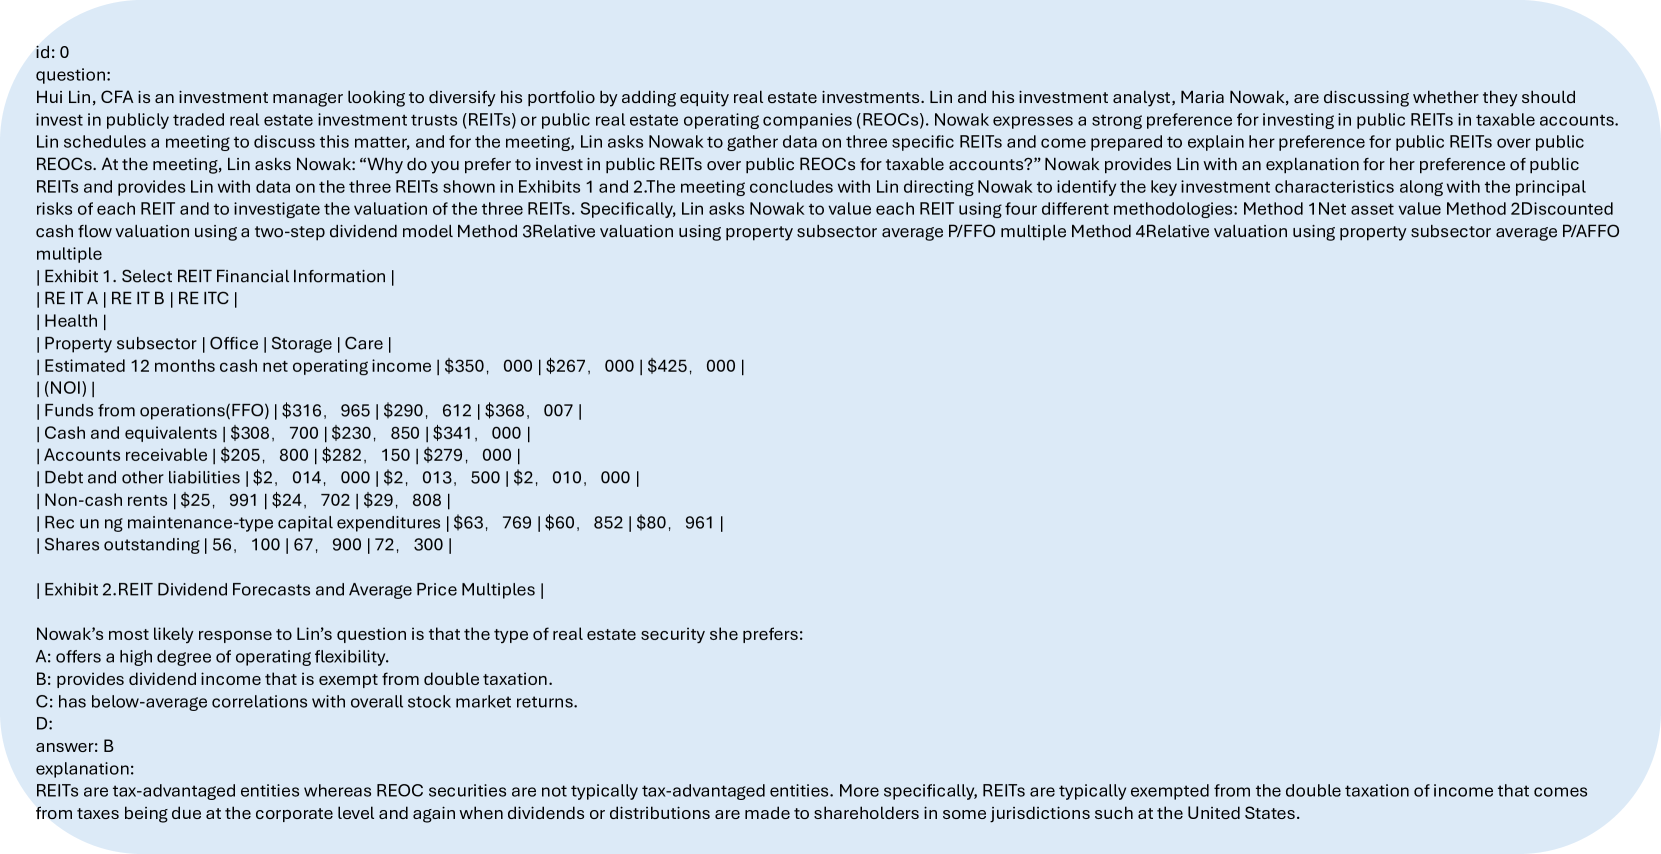 id: 0
question:
Hui Lin, CFA is an investment manager looking to diversify his portfolio by adding equity real estate investments. Lin and his investment analyst, Maria Nowak, are discussing whether they should
invest in publicly traded real estate investment trusts (REITs) or public real estate operating companies (REOCs). Nowak expresses a strong preference for investing in public REITs in taxable accounts.
Lin schedules a meeting to discuss this matter, and for the meeting, Lin asks Nowak to gather data on three specific REITs and come prepared to explain her preference for public REITs over public
REOCs. At the meeting, Lin asks Nowak: “Why do you prefer to invest in public REITs over public REOCs for taxable accounts?” Nowak provides Lin with an explanation for her preference of public
REITs and provides Lin with data on the three REITs shown in Exhibits 1 and 2.The meeting concludes with Lin directing Nowak to identify the key investment characteristics along with the principal
risks of each REIT and to investigate the valuation of the three REITs. Specifically, Lin asks Nowak to value each REIT using four different methodologies: Method 1Net asset value Method 2Discounted
cash flow valuation using a two-step dividend model Method 3Relative valuation using property subsector average P/FFO multiple Method 4Relative valuation using property subsector average P/AFFO
multiple
| Exhibit 1. Select REIT Financial Information |
| RE IT A | RE IT B | RE ITC |
| Health |
| Property subsector | Office | Storage | Care |
| Estimated 12 months cash net operating income | $350, 000 | $267, 000 | $425, 000 |
| (NOI) |
| Funds from operations(FFO) | $316, 965 | $290, 612 | $368, 007 |
| Cash and equivalents | $308, 700 | $230, 850 | $341, 000 |
| Accounts receivable | $205, 800 | $282, 150 | $279, 000 |
| Debt and other liabilities | $2, 014, 000 | $2, 013, 500 | $2, 010, 000 |
| Non-cash rents | $25, 991 | $24, 702 | $29, 808 |
| Rec un ng maintenance-type capital expenditures | $63, 769 | $60, 852 | $80, 961 |
| Shares outstanding | 56, 100 | 67, 900 | 72, 300 |
| Exhibit 2.REIT Dividend Forecasts and Average Price Multiples |
Nowak’s most likely response to Lin’s question is that the type of real estate security she prefers:
A: offers a high degree of operating flexibility.
B: provides dividend income that is exempt from double taxation.
C: has below-average correlations with overall stock market returns.
D:
answer: B
explanation:
REITs are tax-advantaged entities whereas REOC securities are not typically tax-advantaged entities. More specifically, REITs are typically exempted from the double taxation of income that comes
from taxes being due at the corporate level and again when dividends or distributions are made to shareholders in some jurisdictions such at the United States.